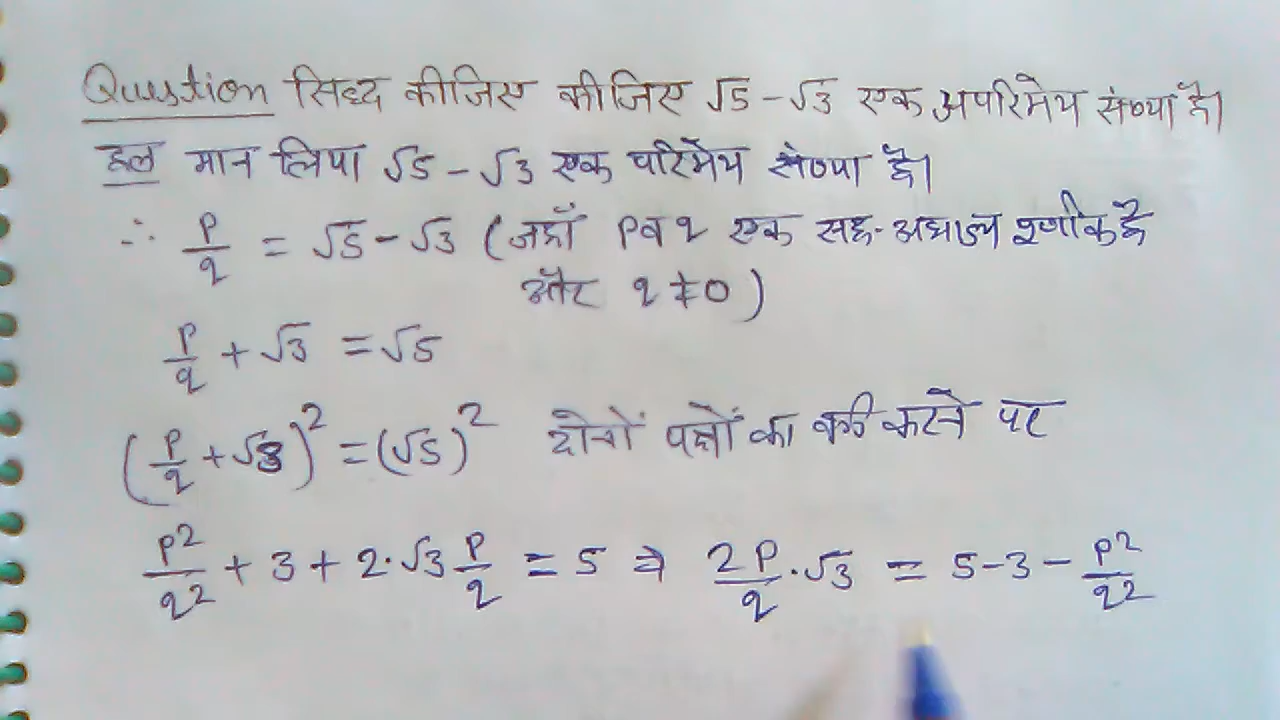 Question सिध्द कीजिए कीजिए √5 - √3 एक अपरिमेय संख्या है।
हल मान लिया √5 - √3 एक परिमेय संख्या है।
∴ p/q = √5 - √3 (जहाँ p व q एक सह-अभाज्य पूर्णांक है
और q ≠ 0)
p/q + √3 = √5
(p/q + √3)² = (√5)² दोनों पक्षों का वर्ग करने पर
p²/q² + 3 + 2·√3 p/q = 5 ⇒ 2p/q · √3 = 5 - 3 - p²/q²